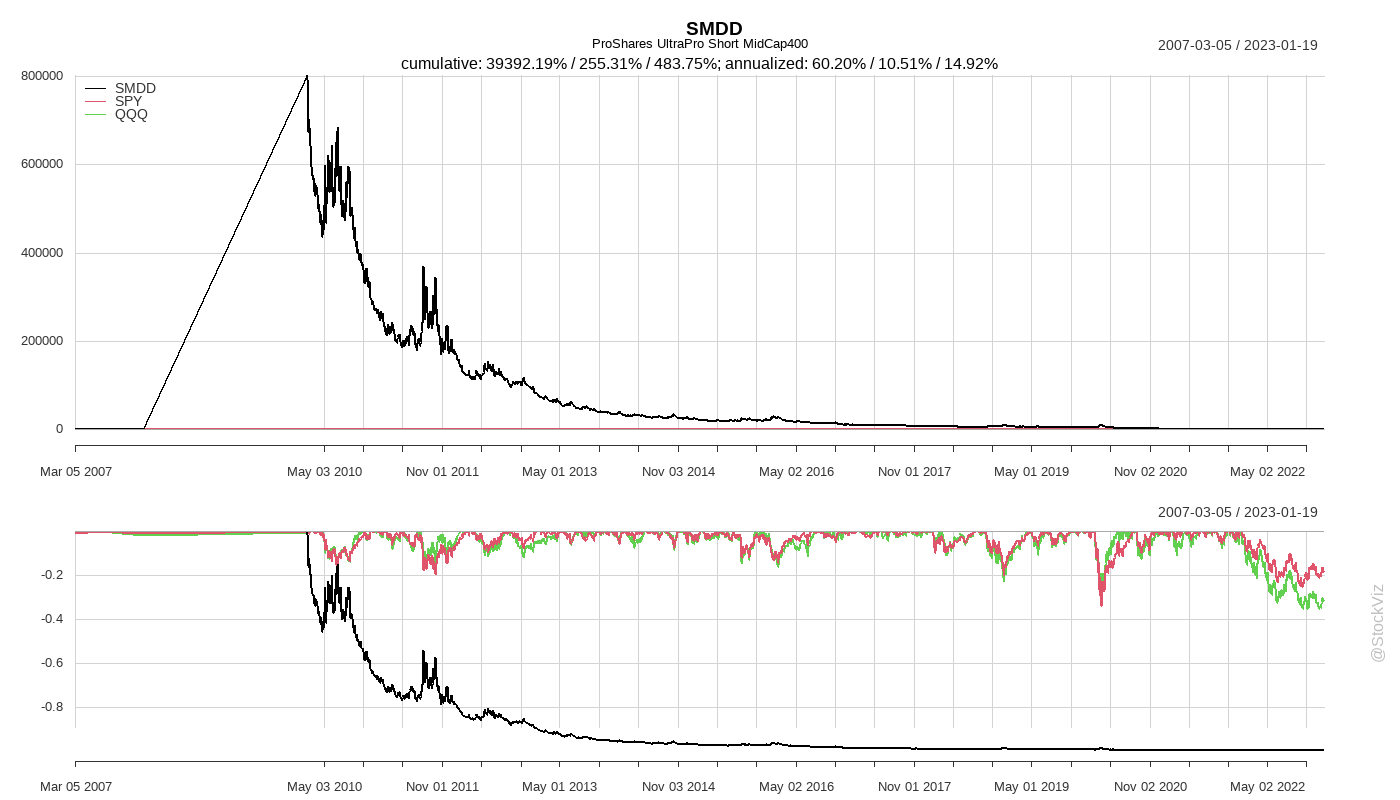 SMDD
ProShares UltraPro Short MidCap400
2007-03-05 / 2023-01-19
cumulative: 39392.19% / 255.31% / 483.75%; annualized: 60.20% / 10.51% / 14.92%
800000
SMDD
SPY
QQQ
600000
400000
200000
0
Mar 05 2007 May 03 2010 Nov 01 2011 May 01 2013 Nov 03 2014 May 02 2016 Nov 01 2017 May 01 2019 Nov 02 2020 May 02 2022
2007-03-05 / 2023-01-19
-0.2
-0.4
-0.6
-0.8
Mar 05 2007 May 03 2010 Nov 01 2011 May 01 2013 Nov 03 2014 May 02 2016 Nov 01 2017 May 01 2019 Nov 02 2020 May 02 2022
@StockViz